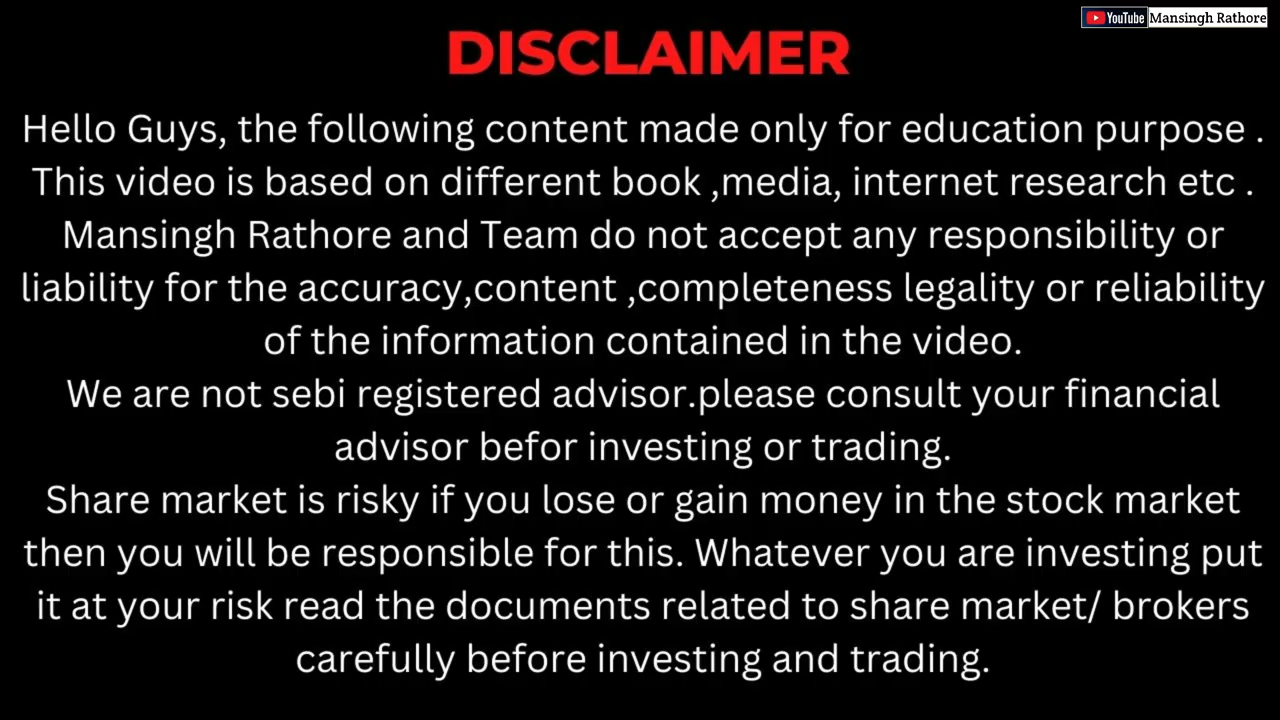 YouTube Mansingh Rathore
DISCLAIMER
Hello Guys, the following content made only for education purpose .
This video is based on different book ,media, internet research etc .
Mansingh Rathore and Team do not accept any responsibility or
liability for the accuracy,content ,completeness legality or reliability
of the information contained in the video.
We are not sebi registered advisor.please consult your financial
advisor befor investing or trading.
Share market is risky if you lose or gain money in the stock market
then you will be responsible for this. Whatever you are investing put
it at your risk read the documents related to share market/ brokers
carefully before investing and trading.